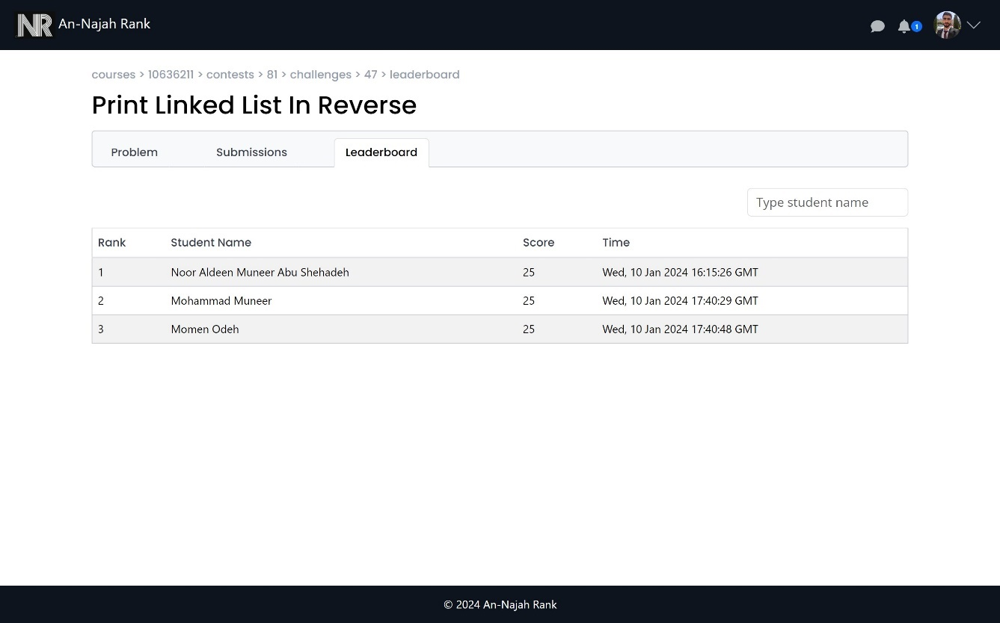 NR An-Najah Rank
1
courses > 10636211 > contests > 81 > challenges > 47 > leaderboard
Print Linked List In Reverse
Problem Submissions Leaderboard
Type student name
Rank Student Name Score Time
1 Noor Aldeen Muneer Abu Shehadeh 25 Wed, 10 Jan 2024 16:15:26 GMT
2 Mohammad Muneer 25 Wed, 10 Jan 2024 17:40:29 GMT
3 Momen Odeh 25 Wed, 10 Jan 2024 17:40:48 GMT
© 2024 An-Najah Rank